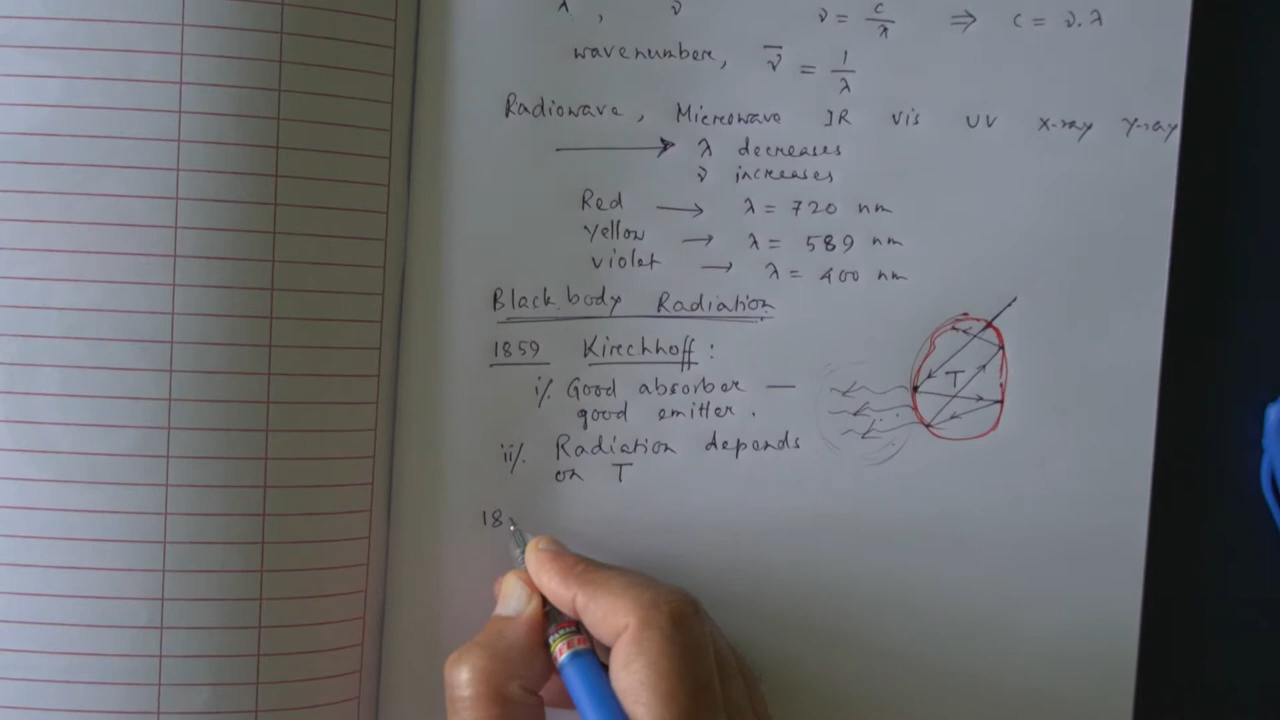 λ , ν ν = c/λ ⇒ c = ν.λ
wavenumbers, ν̅ = 1/λ
Radiowave, Microwave IR vis UV X-ray γ-ray
⟶ λ decreases
ν increases
Red → λ = 720 nm
Yellow → λ = 589 nm
violet → λ = 400 nm
Black body Radiation
1859 Kirchhoff :
i/. Good absorber —
good emitter .
T
ii/. Radiation depends
on T
18